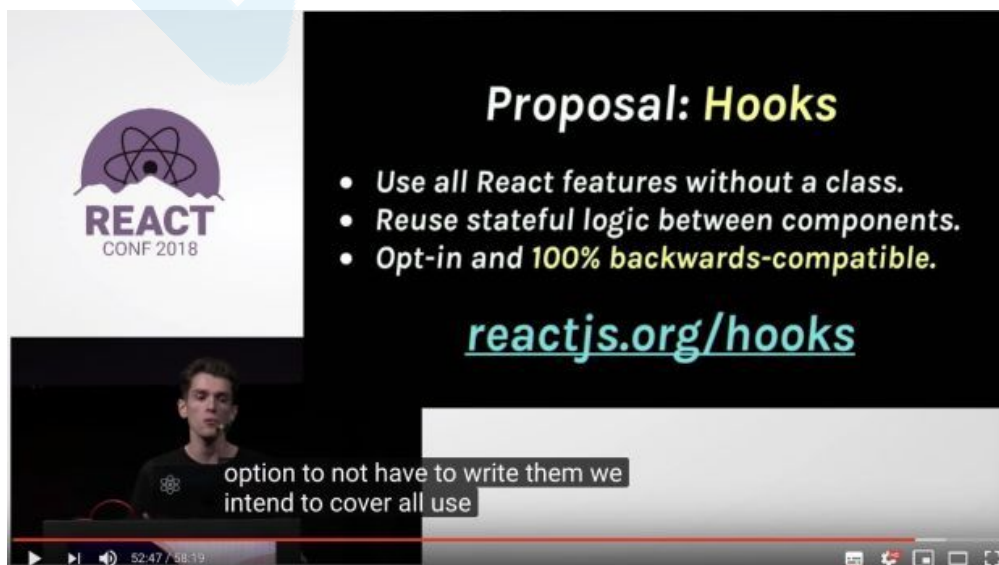 Proposal: Hooks
• Use all React features without a class.
• Reuse stateful logic between components.
• Opt-in and 100% backwards-compatible.
reactjs.org/hooks
REACT
CONF 2018
option to not have to write them we
intend to cover all use
52:47 / 58:19